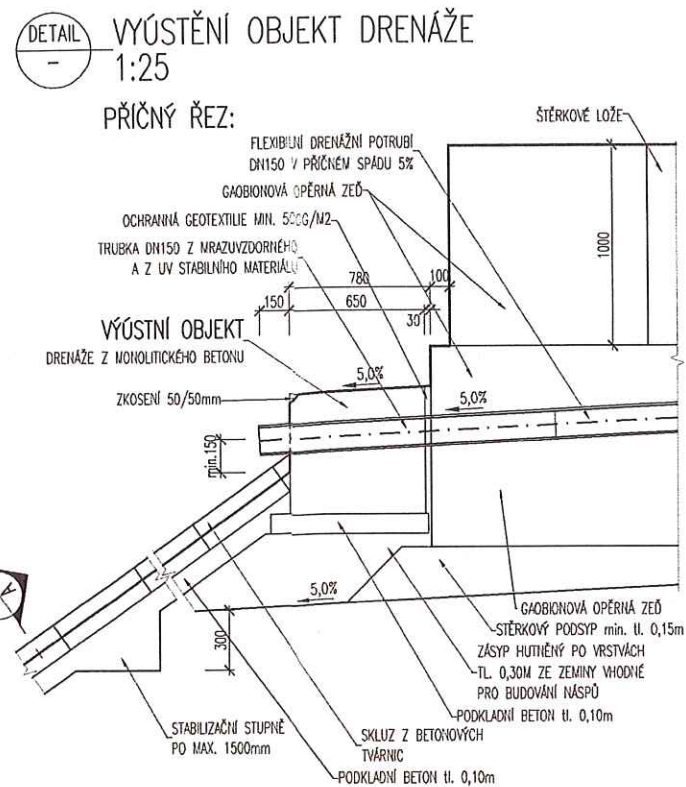 DETAIL
-
VYÚSTĚNÍ OBJEKT DRENÁŽE
1:25
PŘÍČNÝ ŘEZ:
ŠTĚRKOVÉ LOŽE
FLEXIBILNÍ DRENÁŽNÍ POTRUBÍ
DN150 V PŘÍČNÉM SPÁDU 5%
GAOBIONOVÁ OPĚRNÁ ZEĎ
OCHRANNÁ GEOTEXTILIE MIN. 500G/M2
TRUBKA DN150 Z MRAZUVZDORNÉHO
A Z UV STABILNÍHO MATERIÁLU
780
100
1000
150
650
30
VÝÚSTNÍ OBJEKT
DRENÁŽE Z MONOLITICKÉHO BETONU
5,0%
ZKOSENÍ 50/50mm
5,0%
min.150
A
5,0%
300
GAOBIONOVÁ OPĚRNÁ ZEĎ
STĚRKOVÝ PODSYP min. tl. 0,15m
ZÁSYP HUTNĚNÝ PO VRSTVÁCH
TL. 0,30M ZE ZEMINY VHODNÉ
PRO BUDOVÁNÍ NÁSPŮ
PODKLADNÍ BETON tl. 0,10m
STABILIZAČNÍ STUPNĚ
PO MAX. 1500mm
SKLUZ Z BETONOVÝCH
TVÁRNIC
PODKLADNÍ BETON tl. 0,10m